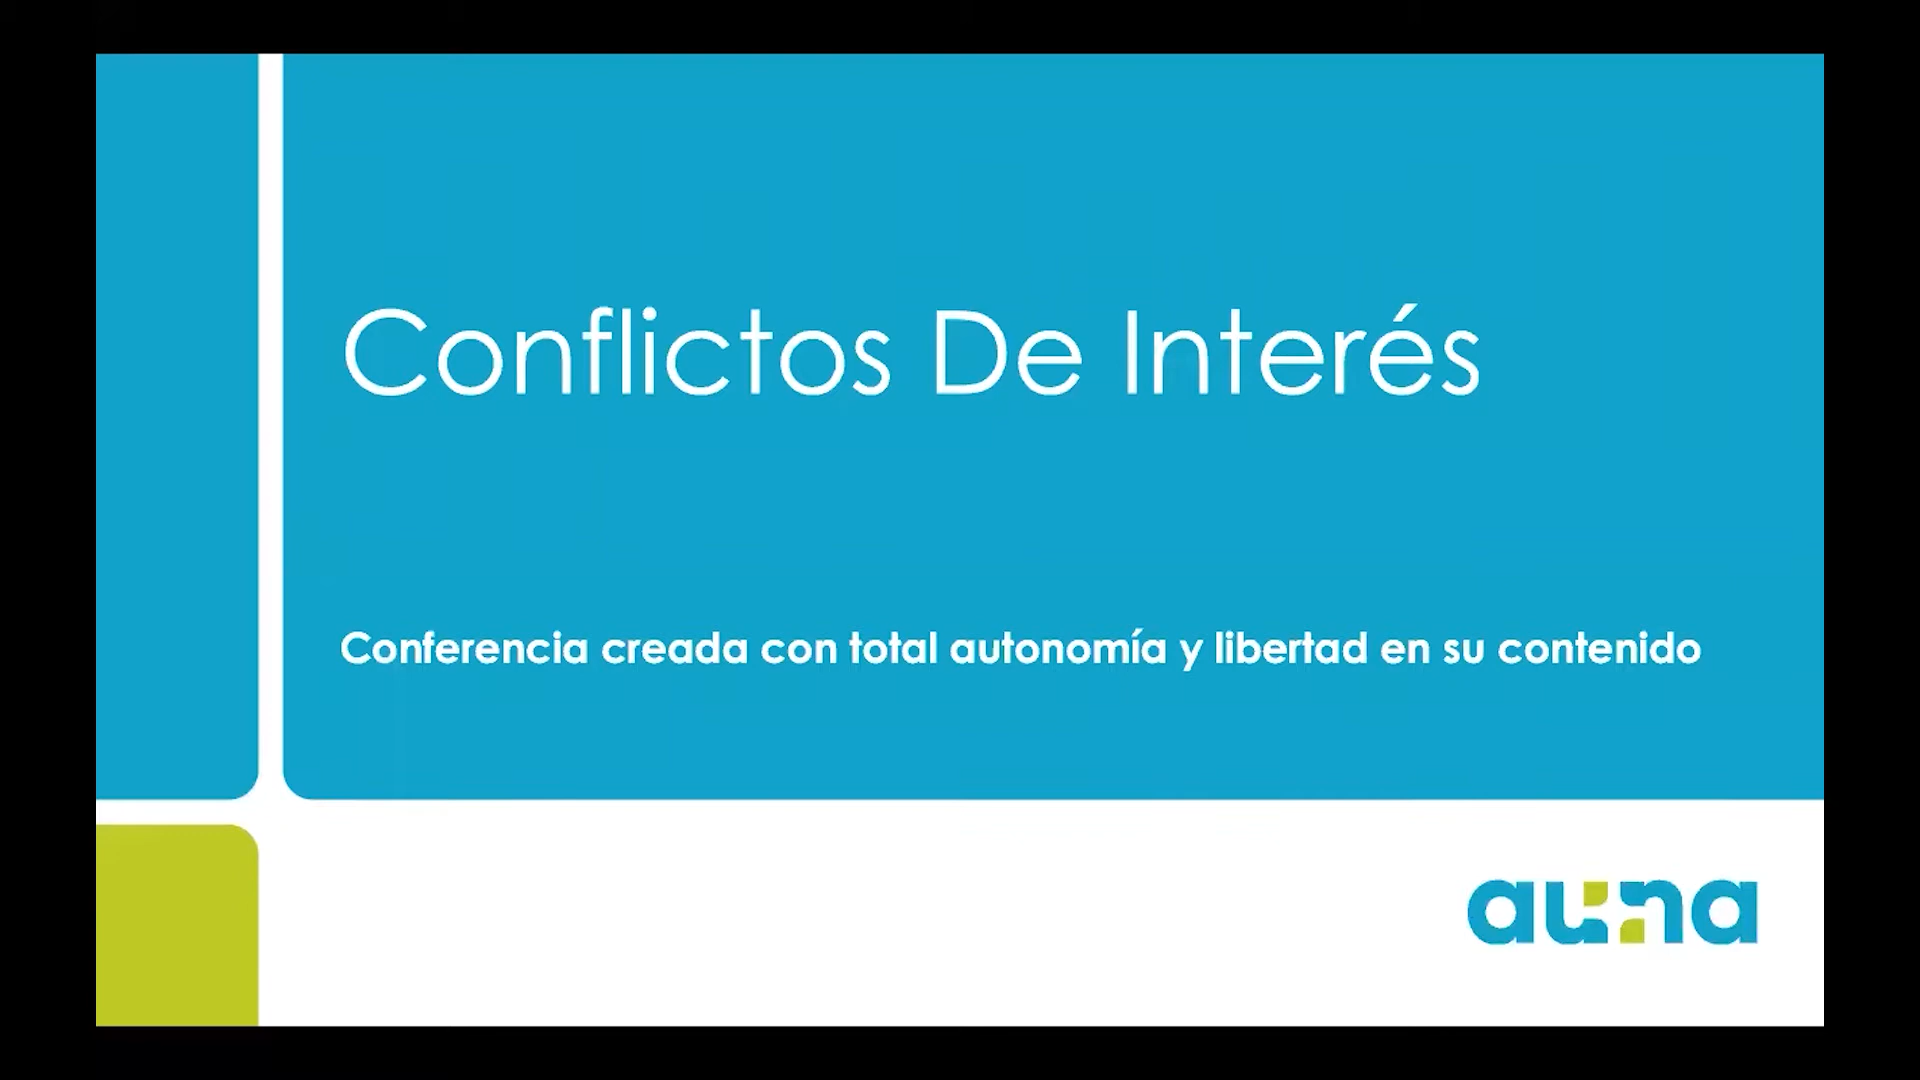 Conflictos De Interés
Conferencia creada con total autonomía y libertad en su contenido
auna